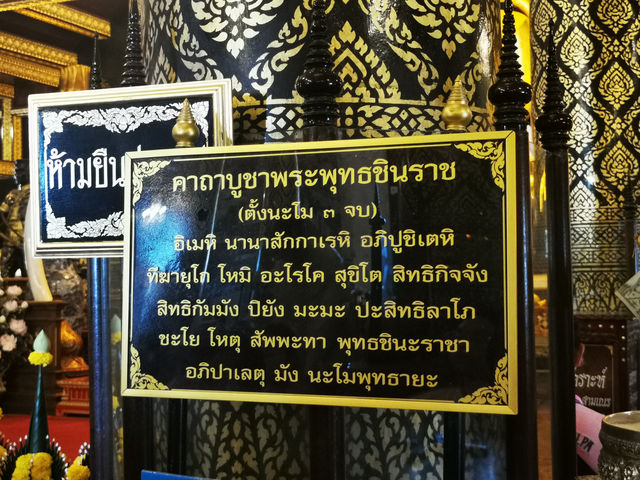 ห้ามยืน
คาถาบูชาพระพุทธชินราช
(ตั้งนะโม ๓ จบ)
อิเมหิ นานาสักกาเรหิ อภิปูชิเตหิ
ทีฆายุโก โหมิ อะโรโค สุขิโต สิทธิกิจจัง
สิทธิกัมมัง ปิยัง มะมะ ปะสิทธิลาโภ
ชะโย โหตุ สัพพะทา พุทธชินะราชา
อภิปาเลตุ มัง นะโมพุทธายะ